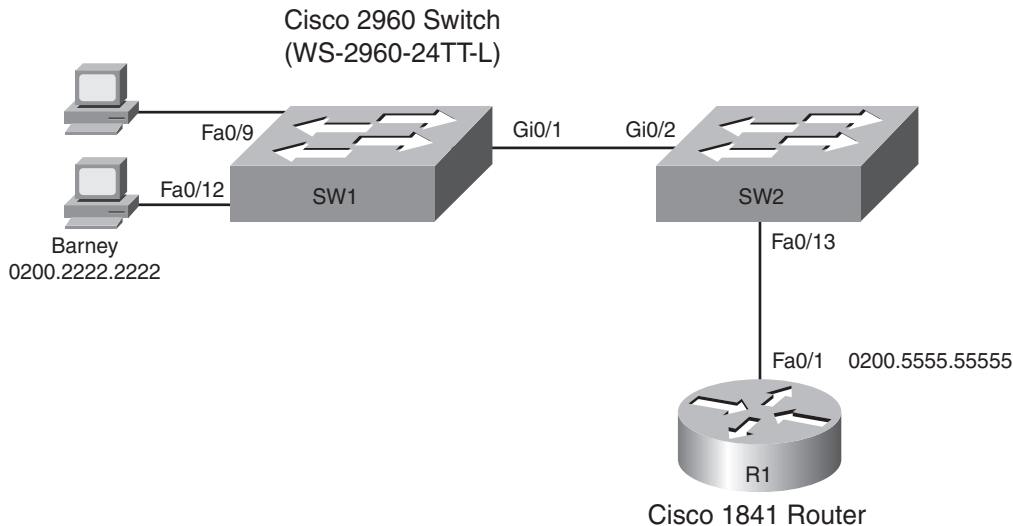 Cisco 2960 Switch
(WS-2960-24TT-L)
Fa0/9
Gi0/1
Gi0/2
Fa0/12
SW1
SW2
Barney
0200.2222.2222
Fa0/13
Fa0/1
0200.5555.55555
R1
Cisco 1841 Router